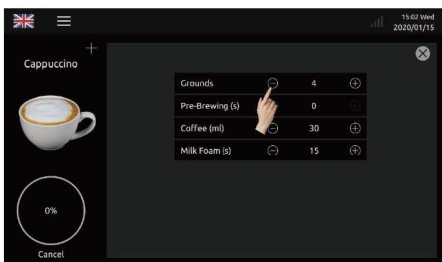 15:02 Wed
2020/01/15
Cappuccino
Grounds 4
Pre-Brewing (s) 0
Coffee (ml) 30
Milk Foam (s) 15
0%
Cancel